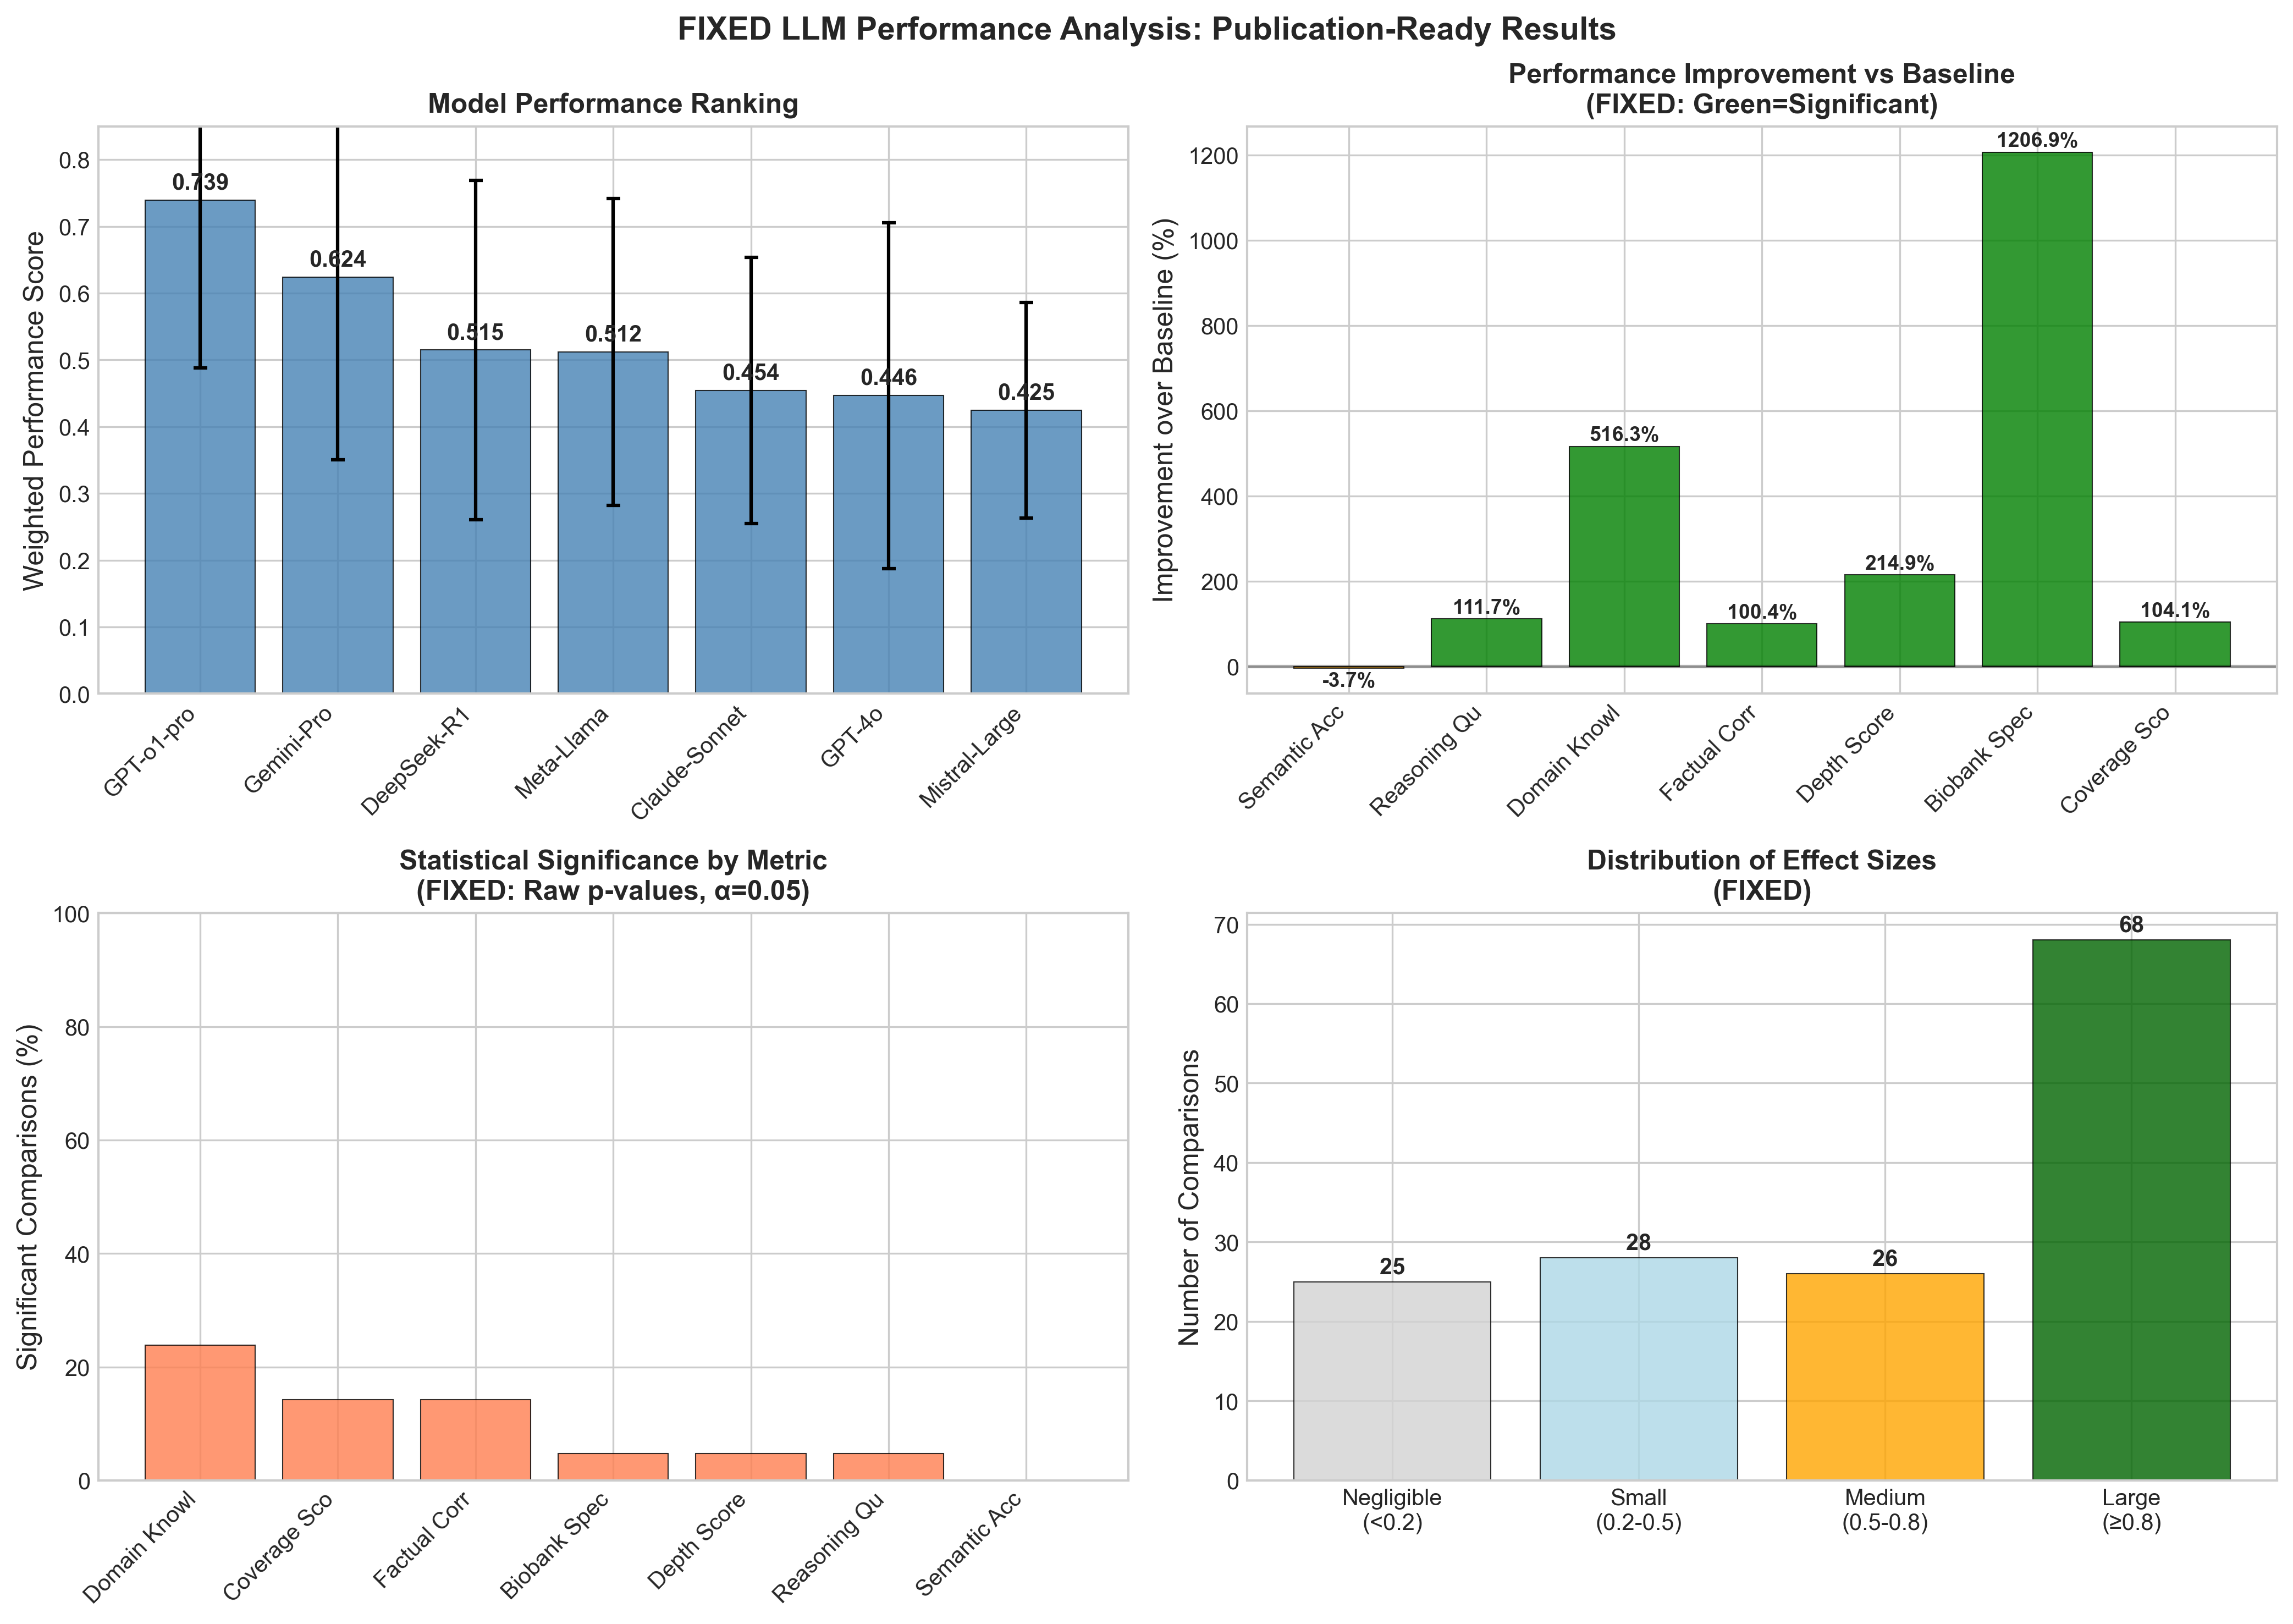 FIXED LLM Performance Analysis: Publication-Ready Results
Model Performance Ranking
Weighted Performance Score
0.8
0.7
0.6
0.5
0.4
0.3
0.2
0.1
0.0
0.739
0.624
0.515
0.512
0.454
0.446
0.425
GPT-o1-pro
Gemini-Pro
DeepSeek-R1
Meta-Llama
Claude-Sonnet
GPT-4o
Mistral-Large
Performance Improvement vs Baseline
(FIXED: Green=Significant)
Improvement over Baseline (%)
1200
1000
800
600
400
200
0
-3.7%
111.7%
516.3%
100.4%
214.9%
1206.9%
104.1%
Semantic Acc
Reasoning Qu
Domain Knowl
Factual Corr
Depth Score
Biobank Spec
Coverage Sco
Statistical Significance by Metric
(FIXED: Raw p-values, α=0.05)
Significant Comparisons (%)
100
80
60
40
20
0
Domain Knowl
Coverage Sco
Factual Corr
Biobank Spec
Depth Score
Reasoning Qu
Semantic Acc
Distribution of Effect Sizes
(FIXED)
Number of Comparisons
70
60
50
40
30
20
10
0
25
28
26
68
Negligible
(<0.2)
Small
(0.2-0.5)
Medium
(0.5-0.8)
Large
(≥0.8)